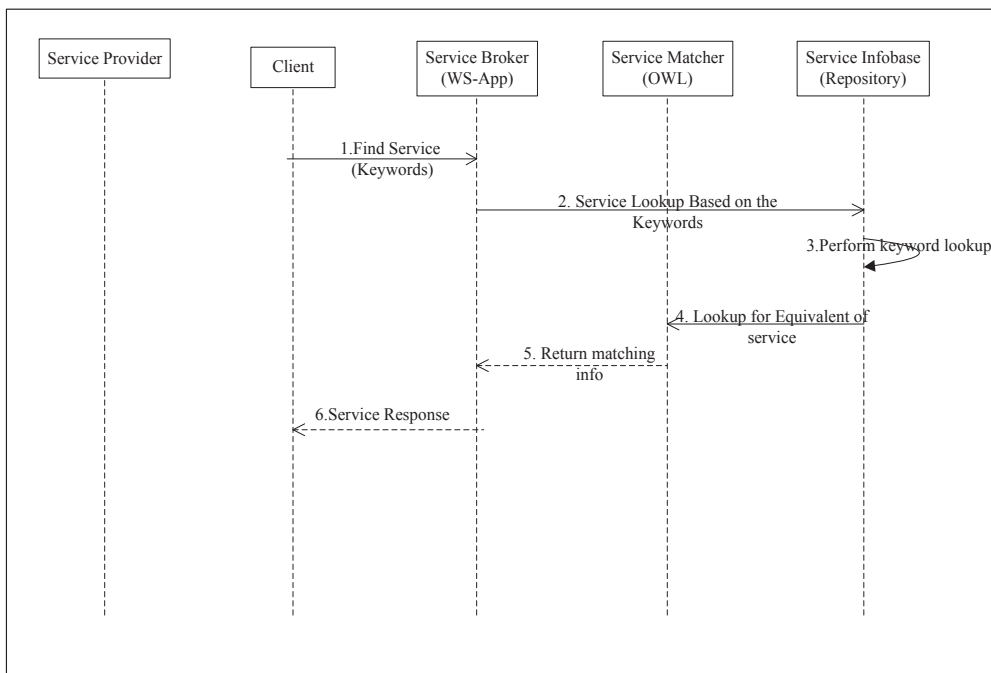 Service Provider
Client
Service Broker
(WS-App)
Service Matcher
(OWL)
Service Infobase
(Repository)
1.Find Service
(Keywords)
2. Service Lookup Based on the
Keywords
3.Perform keyword lookup
4. Lookup for Equivalent of
service
5. Return matching
info
6.Service Response